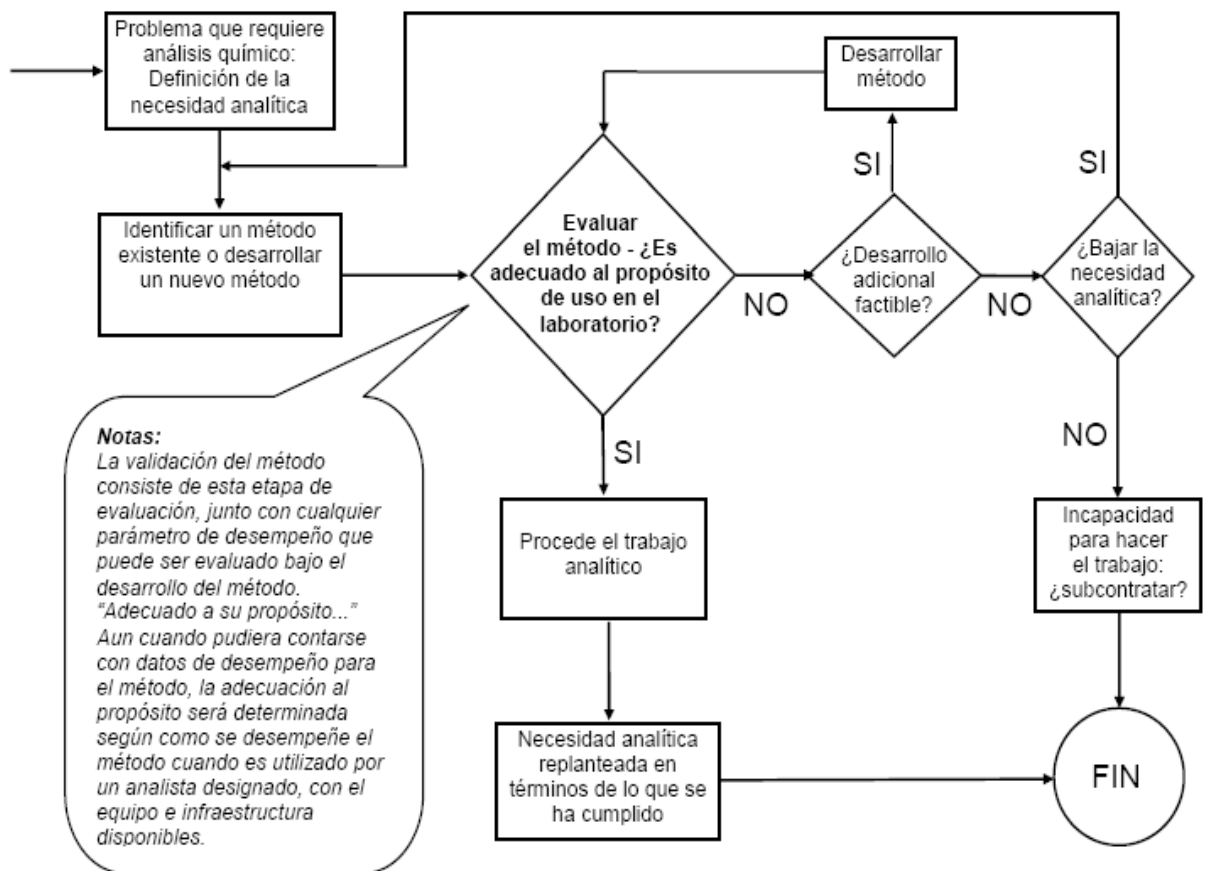 Problema que requiere
análisis químico:
Definición de la
necesidad analítica
Desarrollar
método
SI
SI
Identificar un método
existente o desarrollar
un nuevo método
Evaluar
el método - ¿Es
adecuado al propósito
de uso en el
laboratorio?
NO
¿Desarrollo
adicional
factible?
NO
¿Bajar la
necesidad
analítica?
SI
NO
Notas:
La validación del método
consiste de esta etapa de
evaluación, junto con cualquier
parámetro de desempeño que
puede ser evaluado bajo el
desarrollo del método.
“Adecuado a su propósito...”
Aun cuando pudiera contarse
con datos de desempeño para
el método, la adecuación al
propósito será determinada
según como se desempeñe el
método cuando es utilizado por
un analista designado, con el
equipo e infraestructura
disponibles.
Procede el trabajo
analítico
Incapacidad
para hacer
el trabajo:
¿subcontratar?
Necesidad analítica
replanteada en
términos de lo que se
ha cumplido
FIN